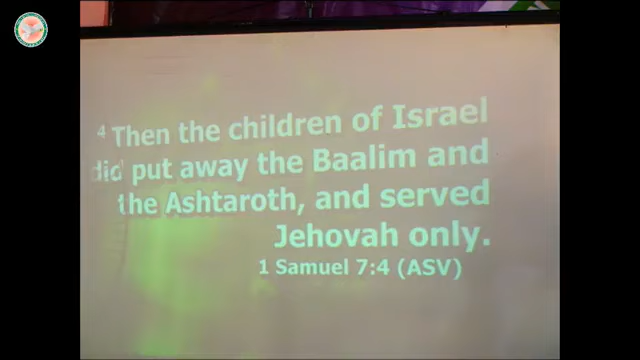 4 Then the children of Israel
did put away the Baalim and
the Ashtaroth, and served
Jehovah only.
1 Samuel 7:4 (ASV)